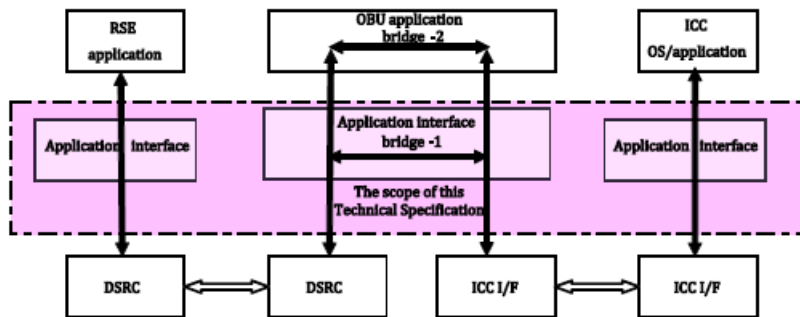 RSE
application
OBU application
bridge -2
ICC
OS/application
Application interface
Application interface
bridge -1
Application interface
The scope of this
Technical Specification
DSRC
DSRC
ICC I/F
ICC I/F